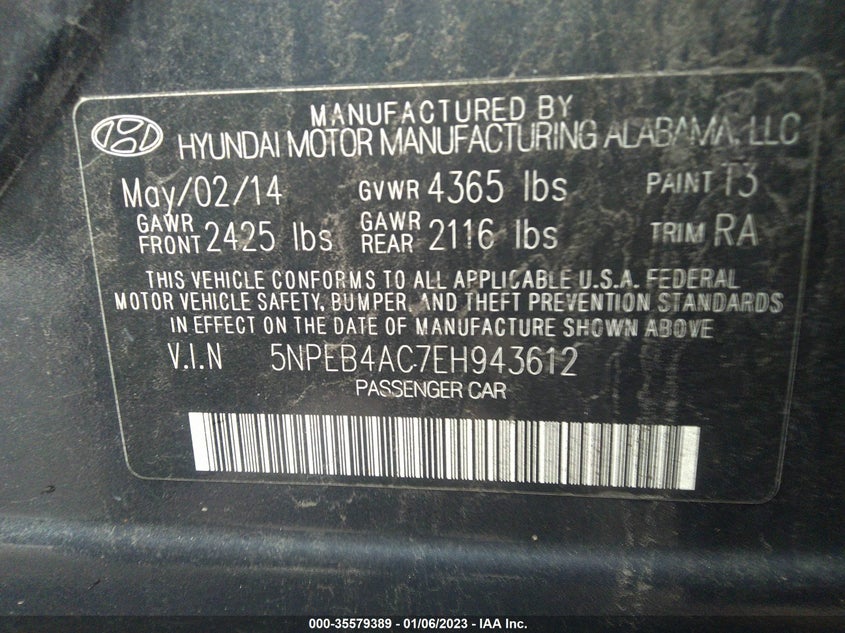 MANUFACTURED BY
HYUNDAI MOTOR MANUFACTURING ALABAMA, LLC
May/02/14 GVWR 4365 lbs PAINT T3
GAWR FRONT 2425 lbs GAWR REAR 2116 lbs TRIM RA
THIS VEHICLE CONFORMS TO ALL APPLICABLE U.S.A. FEDERAL
MOTOR VEHICLE SAFETY, BUMPER, AND THEFT PREVENTION STANDARDS
IN EFFECT ON THE DATE OF MANUFACTURE SHOWN ABOVE
V.I.N 5NPEB4AC7EH943612
PASSENGER CAR
000-35579389 - 01/06/2023 - IAA Inc.